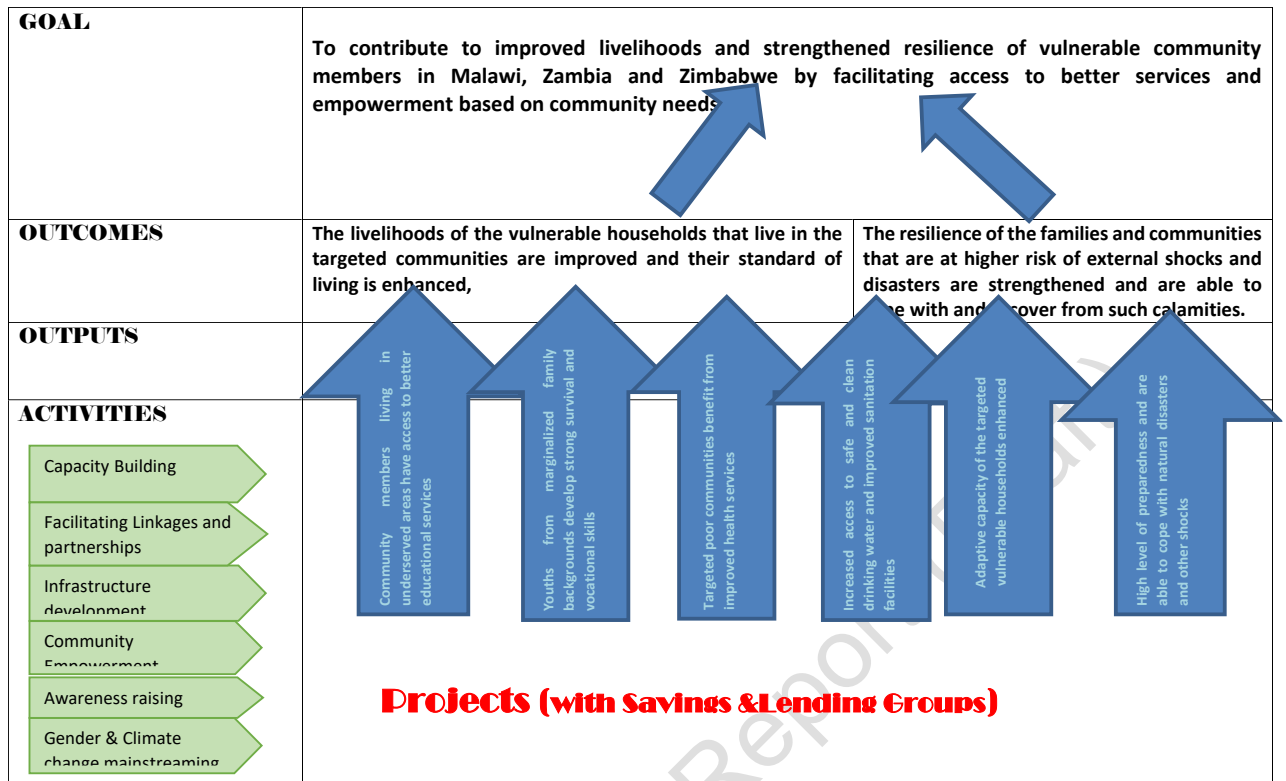 GOAL
To contribute to improved livelihoods and strengthened resilience of vulnerable community
members in Malawi, Zambia and Zimbabwe by facilitating access to better services and
empowerment based on community needs
OUTCOMES
The livelihoods of the vulnerable households that live in the
targeted communities are improved and their standard of
living is enhanced,
The resilience of the families and communities
that are at higher risk of external shocks and
disasters are strengthened and are able to
with and cover from such calamities.
OUTPUTS
Community members living in
underserved areas have access to better
educational services
Youths from marginalized family
backgrounds develop strong survival and
vocational skills
Targeted poor communities benefit from
improved health services
Increased access to safe and clean
drinking water and improved sanitation
facilities
Adaptive capacity of the targeted
vulnerable households enhanced
High level of preparedness and are
able to cope with natural disasters
and other shocks
ACTIVITIES
Capacity Building
Facilitating Linkages and
partnerships
Infrastructure
development
Community
Empowerment
Awareness raising
Gender & Climate
change mainstreaming
Projects (with Savings &Lending Groups)
Report